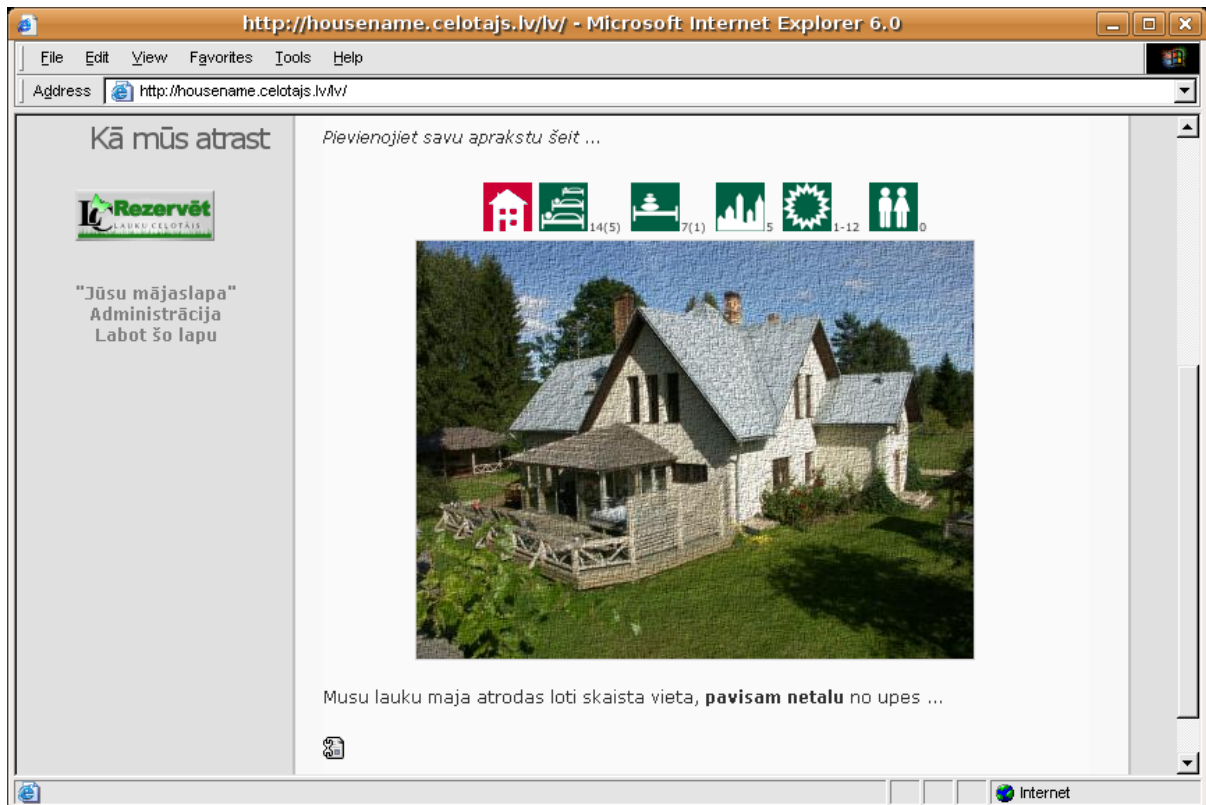 http://housename.celotajs.lv/lv/ - Microsoft Internet Explorer 6.0
File Edit View Favorites Tools Help
Address http://housename.celotajs.lv/lv/
Kā mūs atrast
Pievienojiet savu aprakstu šeit ...
14(5) 7(1) 5 1-12 0
LC Rezervēt
LAUKU CEĻOTĀJS
"Jūsu mājaslapa"
Administrācija
Labot šo lapu
Musu lauku maja atrodas loti skaista vieta, pavisam netalu no upes ...
Internet